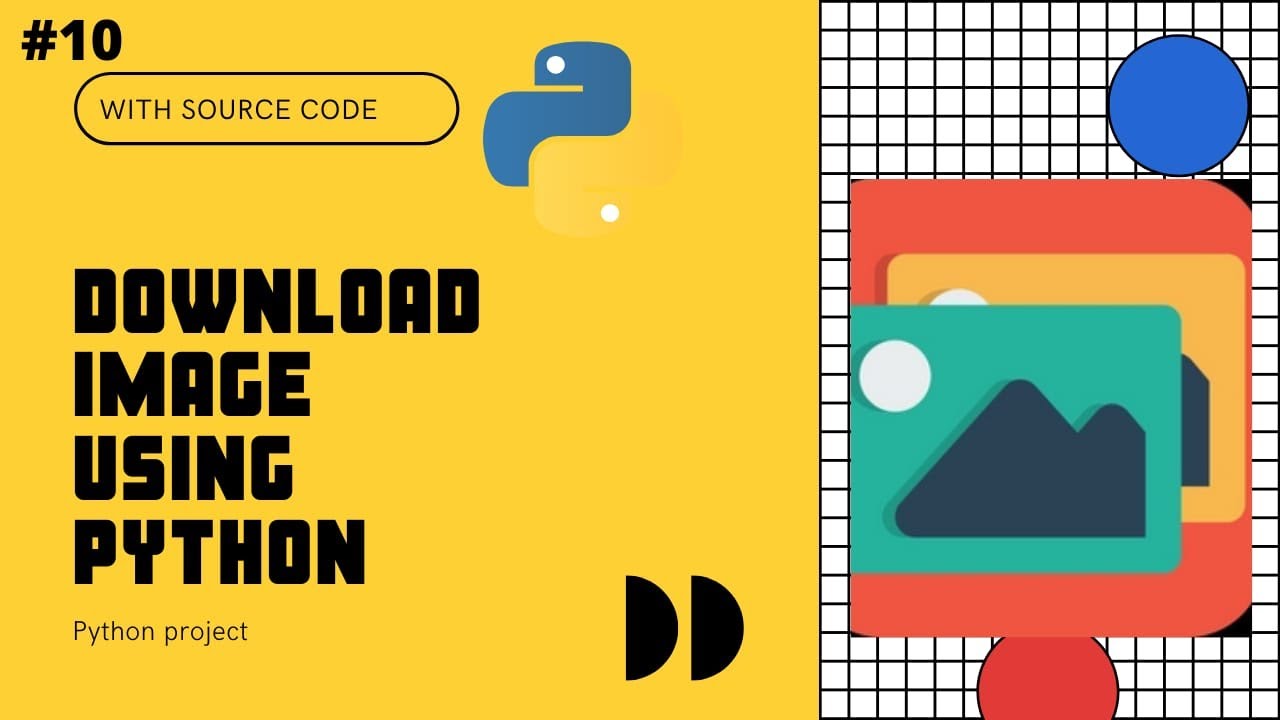 #10
WITH SOURCE CODE
DOWNLOAD
IMAGE
USING
PYTHON
Python project